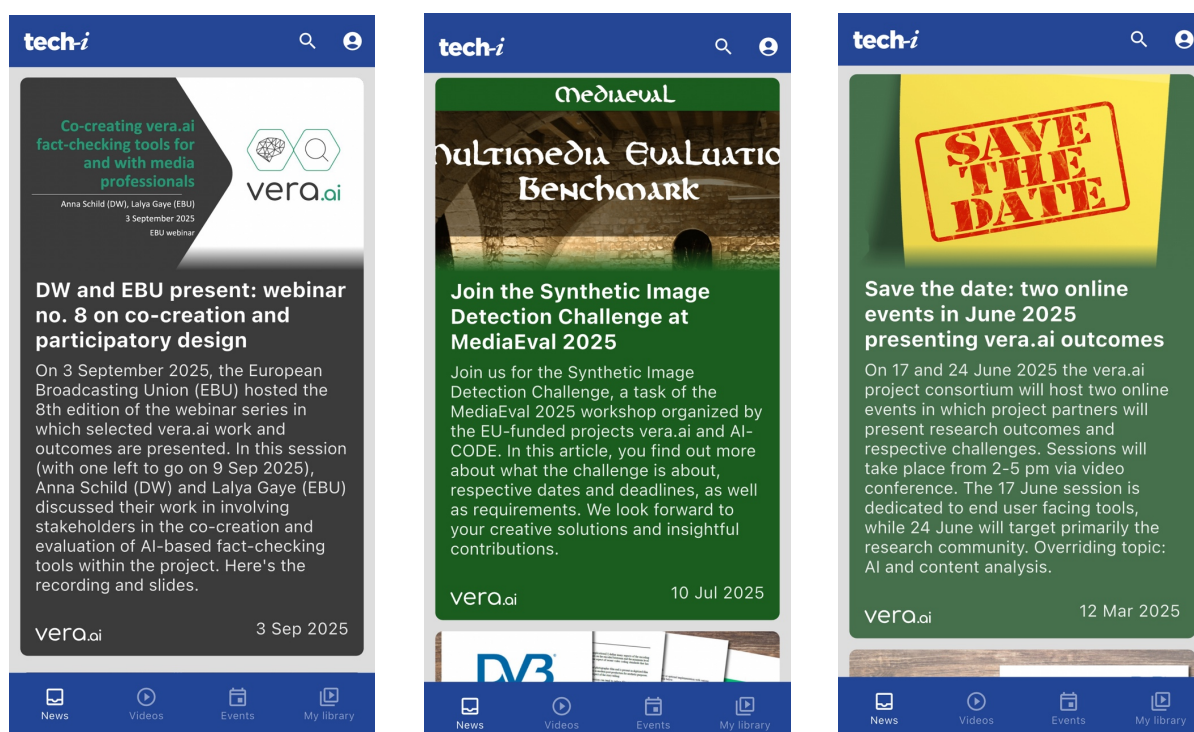 tech-i
Co-creating vera.ai
fact-checking tools for
and with media
professionals
Anna Schild (DW), Lalya Gaye (EBU)
3 September 2025
EBU webinar
vera.ai
DW and EBU present: webinar
no. 8 on co-creation and
participatory design
On 3 September 2025, the European
Broadcasting Union (EBU) hosted the
8th edition of the webinar series in
which selected vera.ai work and
outcomes are presented. In this session
(with one left to go on 9 Sep 2025),
Anna Schild (DW) and Lalya Gaye (EBU)
discussed their work in involving
stakeholders in the co-creation and
evaluation of AI-based fact-checking
tools within the project. Here's the
recording and slides.
vera.ai
3 Sep 2025
News
Videos
Events
My library
tech-i
MediaevaL
ultimedia Evaluatio
Benchmark
Join the Synthetic Image
Detection Challenge at
MediaEval 2025
Join us for the Synthetic Image
Detection Challenge, a task of the
MediaEval 2025 workshop organized by
the EU-funded projects vera.ai and AI-
CODE. In this article, you find out more
about what the challenge is about,
respective dates and deadlines, as well
as requirements. We look forward to
your creative solutions and insightful
contributions.
vera.ai
10 Jul 2025
DVB
News
Videos
Events
My library
tech-i
SAVE
THE
DATE
Save the date: two online
events in June 2025
presenting vera.ai outcomes
On 17 and 24 June 2025 the vera.ai
project consortium will host two online
events in which project partners will
present research outcomes and
respective challenges. Sessions will
take place from 2-5 pm via video
conference. The 17 June session is
dedicated to end user facing tools,
while 24 June will target primarily the
research community. Overriding topic:
AI and content analysis.
vera.ai
12 Mar 2025
News
Videos
Events
My library